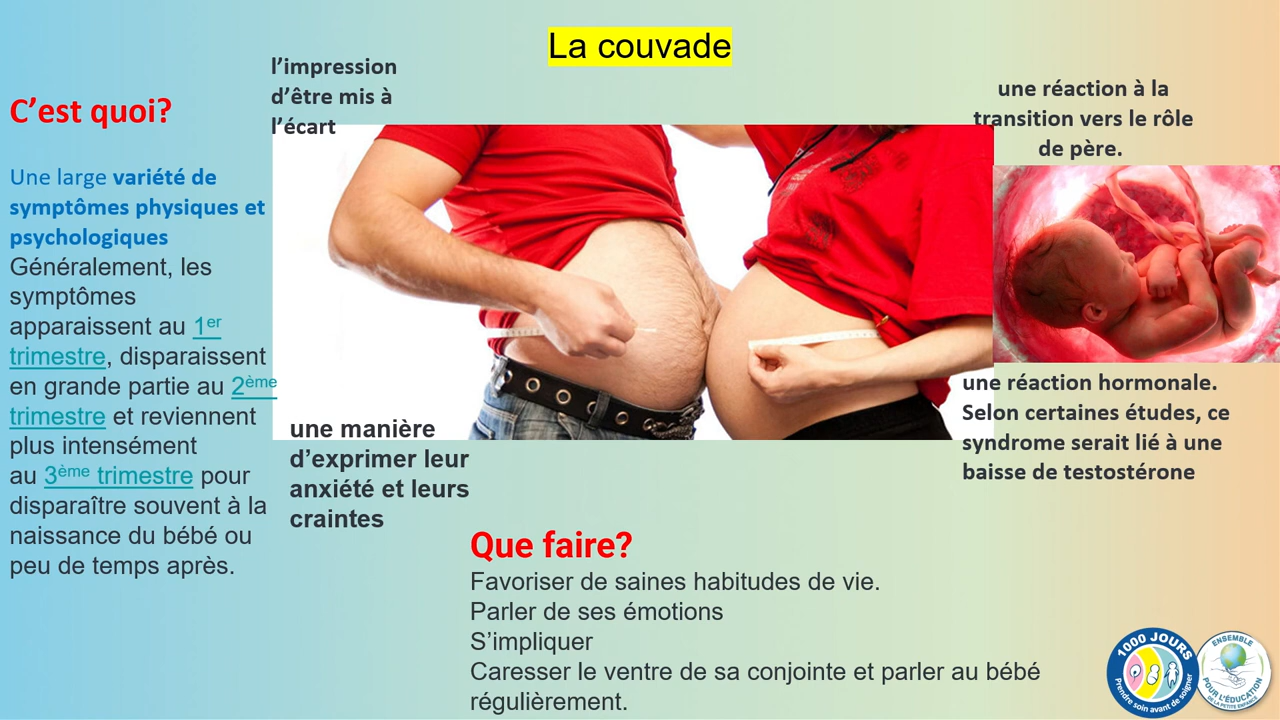 La couvade
C’est quoi?
Une large variété de
symptômes physiques et
psychologiques
Généralement, les
symptômes
apparaissent au 1er
trimestre, disparaissent
en grande partie au 2ème
trimestre et reviennent
plus intensément
au 3ème trimestre pour
disparaître souvent à la
naissance du bébé ou
peu de temps après.
l’impression
d’être mis à
l’écart
une réaction à la
transition vers le rôle
de père.
une manière
d’exprimer leur
anxiété et leurs
craintes
une réaction hormonale.
Selon certaines études, ce
syndrome serait lié à une
baisse de testostérone
Que faire?
Favoriser de saines habitudes de vie.
Parler de ses émotions
S’impliquer
Caresser le ventre de sa conjointe et parler au bébé
régulièrement.
1000 JOURS
Prendre soin avant de soigner
ENSEMBLE
POUR L’ÉDUCATION
DE LA PETITE ENFANCE